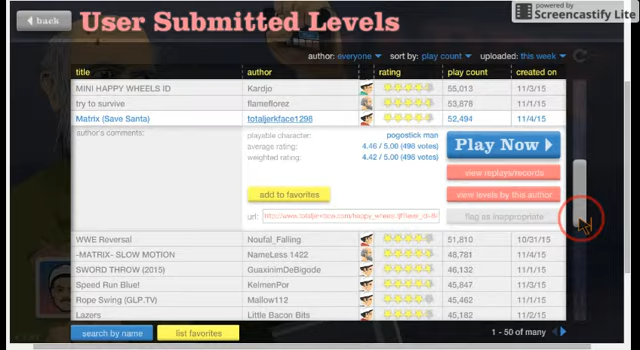 back
User Submitted Levels
powered by
Screencastify Lite
author: everyone sort by: play count uploaded: this week
title author rating play count created on
MINI HAPPY WHEELS ID Kardjo 55,013 11/3/15
try to survive flameflorez 53,878 11/1/15
Matrix (Save Santa) totaljerkface1298 52,494 11/4/15
author's comments:
playable character: pogostick man
average rating: 4.46 / 5.00 (498 votes)
weighted rating: 4.42 / 5.00 (498 votes)
Play Now
view replays/records
add to favorites
view levels by this author
url:
flag as inappropriate
WWE Reversal Noufal_Falling 51,810 10/31/15
-MATRIX- SLOW MOTION NameLess 1422 48,781 11/4/15
SWORD THROW (2015) GuaxinimDeBigode 46,132 11/1/15
Speed Run Blue! KelmenPor 45,847 11/1/15
Rope Swing (GLP.TV) Mallow112 45,462 11/1/15
Lazers Little Bacon Bits 45,182 11/2/15
search by name
list favorites
1 - 50 of many